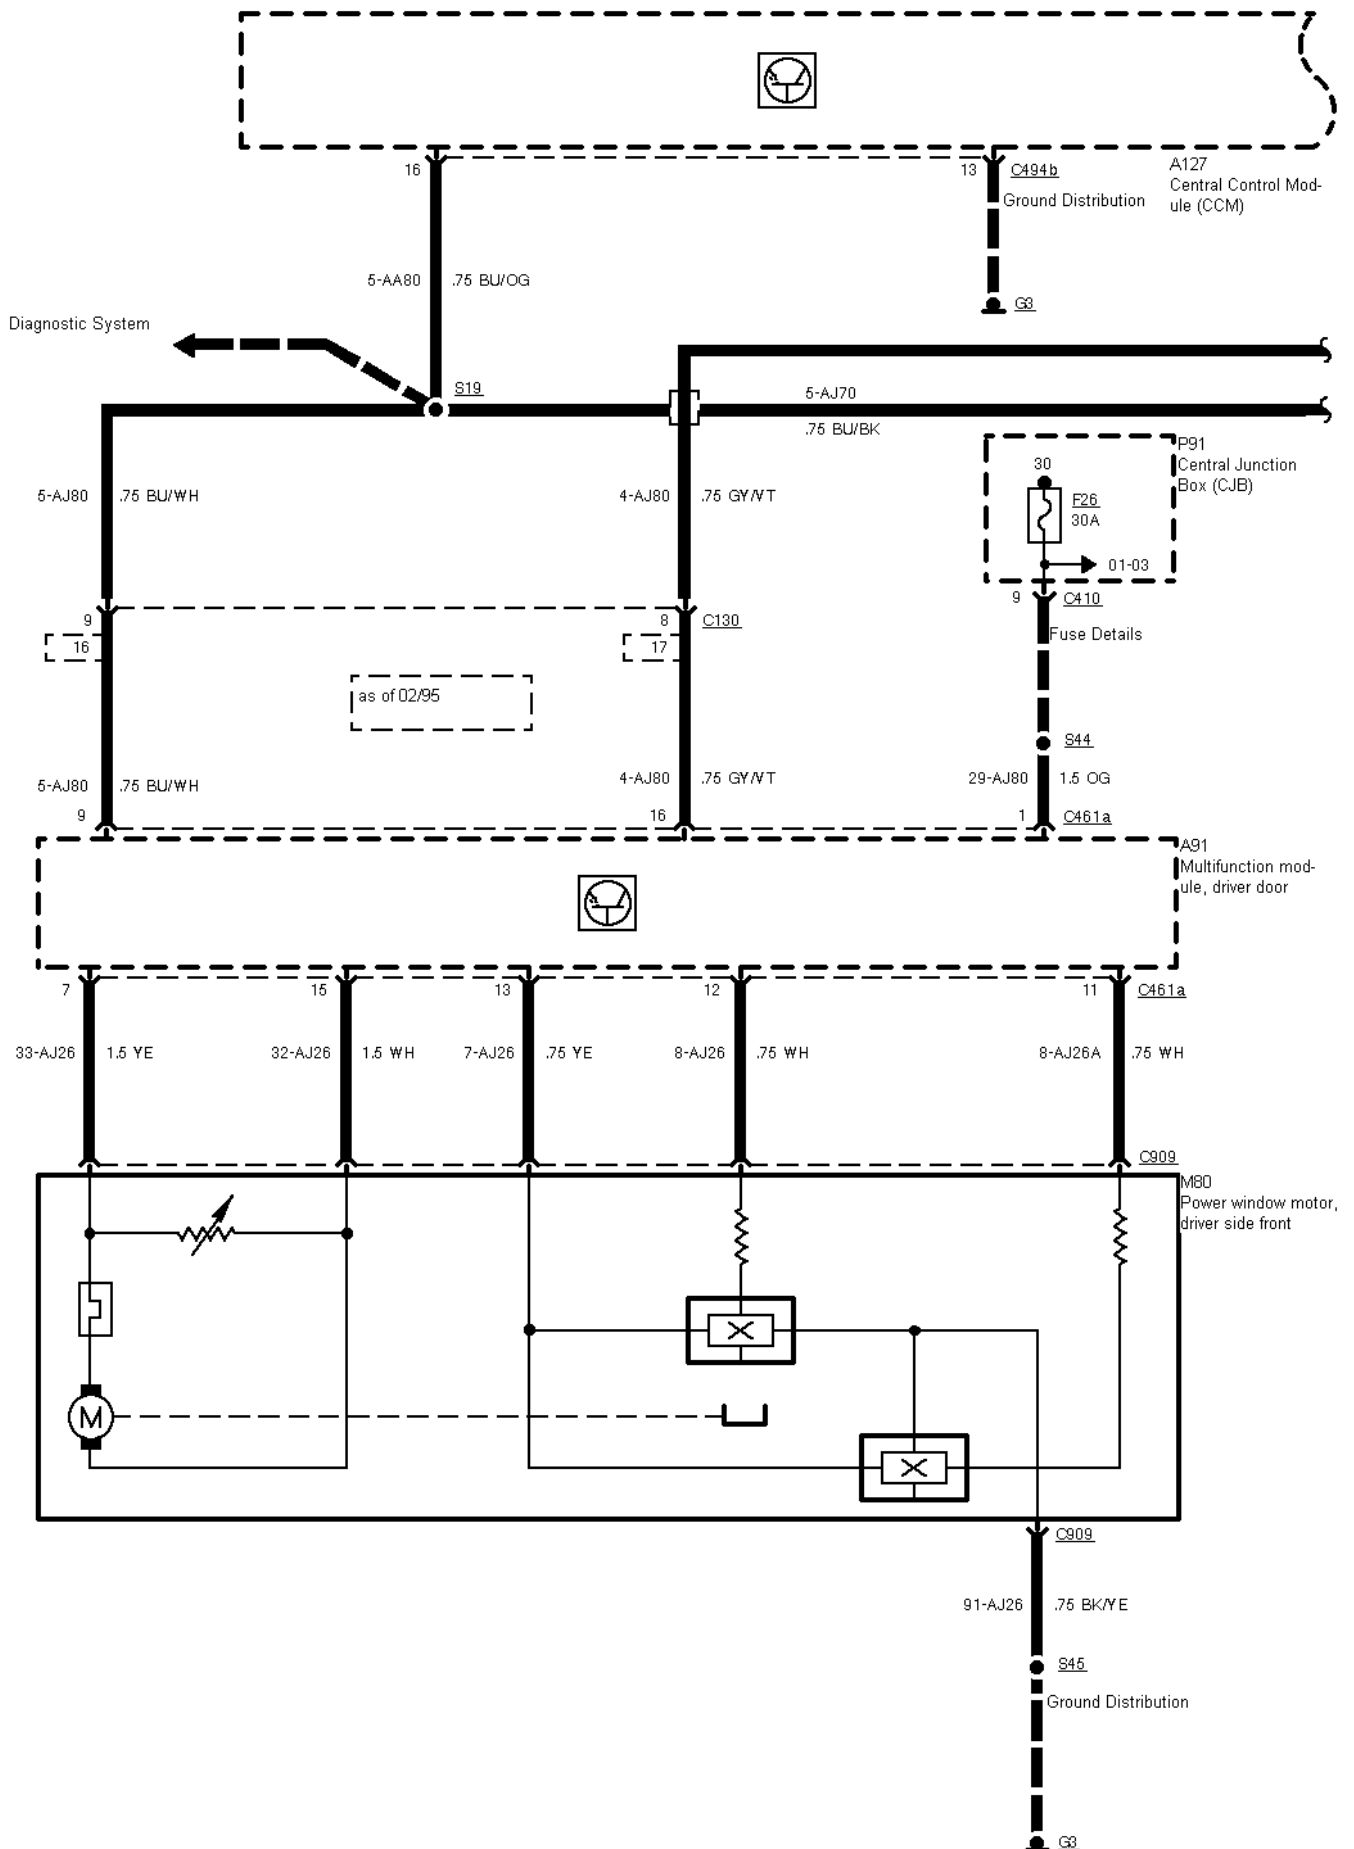 16
13
C494b
A127
Central Control Mod-
ule (CCM)
Ground Distribution
5-AA80
.75 BU/OG
G3
Diagnostic System
S19
5-AJ70
.75 BU/BK
P91
Central Junction
Box (CJB)
30
F26
30A
01-03
5-AJ80
.75 BU/WH
4-AJ80
.75 GY/VT
9
C410
Fuse Details
9
8
C130
16
17
as of 02/95
S44
5-AJ80
.75 BU/WH
4-AJ80
.75 GY/VT
29-AJ80
1.5 OG
9
16
1
C461a
A91
Multifunction mod-
ule, driver door
7
15
13
12
11
C461a
33-AJ26
1.5 YE
32-AJ26
1.5 WH
7-AJ26
.75 YE
8-AJ26
.75 WH
8-AJ26A
.75 WH
C909
M80
Power window motor,
driver side front
M
C909
91-AJ26
.75 BK/YE
S45
Ground Distribution
G3